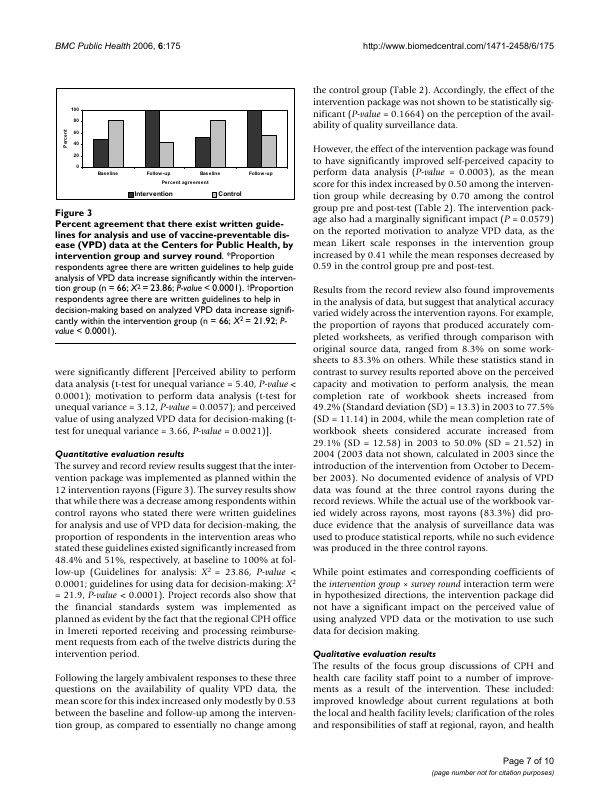 BMC Public Health 2006, 6:175
http://www.biomedcentral.com/1471-2458/6/175
100
80
60
40
20
0
Percent
Baseline Follow-up Baseline Follow-up
Percent agreement
Intervention Control
Figure 3
Percent agreement that there exist written guide-
lines for analysis and use of vaccine-preventable dis-
ease (VPD) data at the Centers for Public Health, by
intervention group and survey round. *Proportion
respondents agree there are written guidelines to help guide
analysis of VPD data increase significantly within the interven-
tion group (n = 66; X² = 23.86; P-value < 0.0001). †Proportion
respondents agree there are written guidelines to help in
decision-making based on analyzed VPD data increase signifi-
cantly within the intervention group (n = 66; X² = 21.92; P-
value < 0.0001).
were significantly different [Perceived ability to perform
data analysis (t-test for unequal variance = 5.40, P-value <
0.0001); motivation to perform data analysis (t-test for
unequal variance = 3.12, P-value = 0.0057); and perceived
value of using analyzed VPD data for decision-making (t-
test for unequal variance = 3.66, P-value = 0.0021)].
Quantitative evaluation results
The survey and record review results suggest that the inter-
vention package was implemented as planned within the
12 intervention rayons (Figure 3). The survey results show
that while there was a decrease among respondents within
control rayons who stated there were written guidelines
for analysis and use of VPD data for decision-making, the
proportion of respondents in the intervention areas who
stated these guidelines existed significantly increased from
48.4% and 51%, respectively, at baseline to 100% at fol-
low-up (Guidelines for analysis: X² = 23.86, P-value <
0.0001; guidelines for using data for decision-making: X²
= 21.9, P-value < 0.0001). Project records also show that
the financial standards system was implemented as
planned as evident by the fact that the regional CPH office
in Imereti reported receiving and processing reimburse-
ment requests from each of the twelve districts during the
intervention period.
Following the largely ambivalent responses to these three
questions on the availability of quality VPD data, the
mean score for this index increased only modestly by 0.53
between the baseline and follow-up among the interven-
tion group, as compared to essentially no change among
the control group (Table 2). Accordingly, the effect of the
intervention package was not shown to be statistically sig-
nificant (P-value = 0.1664) on the perception of the avail-
ability of quality surveillance data.
However, the effect of the intervention package was found
to have significantly improved self-perceived capacity to
perform data analysis (P-value = 0.0003), as the mean
score for this index increased by 0.50 among the interven-
tion group while decreasing by 0.70 among the control
group pre and post-test (Table 2). The intervention pack-
age also had a marginally significant impact (P = 0.0579)
on the reported motivation to analyze VPD data, as the
mean Likert scale responses in the intervention group
increased by 0.41 while the mean responses decreased by
0.59 in the control group pre and post-test.
Results from the record review also found improvements
in the analysis of data, but suggest that analytical accuracy
varied widely across the intervention rayons. For example,
the proportion of rayons that produced accurately com-
pleted worksheets, as verified through comparison with
original source data, ranged from 8.3% on some work-
sheets to 83.3% on others. While these statistics stand in
contrast to survey results reported above on the perceived
capacity and motivation to perform analysis, the mean
completion rate of workbook sheets increased from
49.2% (Standard deviation (SD) = 13.3) in 2003 to 77.5%
(SD = 11.14) in 2004, while the mean completion rate of
workbook sheets considered accurate increased from
29.1% (SD = 12.58) in 2003 to 50.0% (SD = 21.52) in
2004 (2003 data not shown, calculated in 2003 since the
introduction of the intervention from October to Decem-
ber 2003). No documented evidence of analysis of VPD
data was found at the three control rayons during the
record reviews. While the actual use of the workbook var-
ied widely across rayons, most rayons (83.3%) did pro-
duce evidence that the analysis of surveillance data was
used to produce statistical reports, while no such evidence
was produced in the three control rayons.
While point estimates and corresponding coefficients of
the intervention group × survey round interaction term were
in hypothesized directions, the intervention package did
not have a significant impact on the perceived value of
using analyzed VPD data or the motivation to use such
data for decision making.
Qualitative evaluation results
The results of the focus group discussions of CPH and
health care facility staff point to a number of improve-
ments as a result of the intervention. These included:
improved knowledge about current regulations at both
the local and health facility levels; clarification of the roles
and responsibilities of staff at regional, rayon, and health
Page 7 of 10
(page number not for citation purposes)